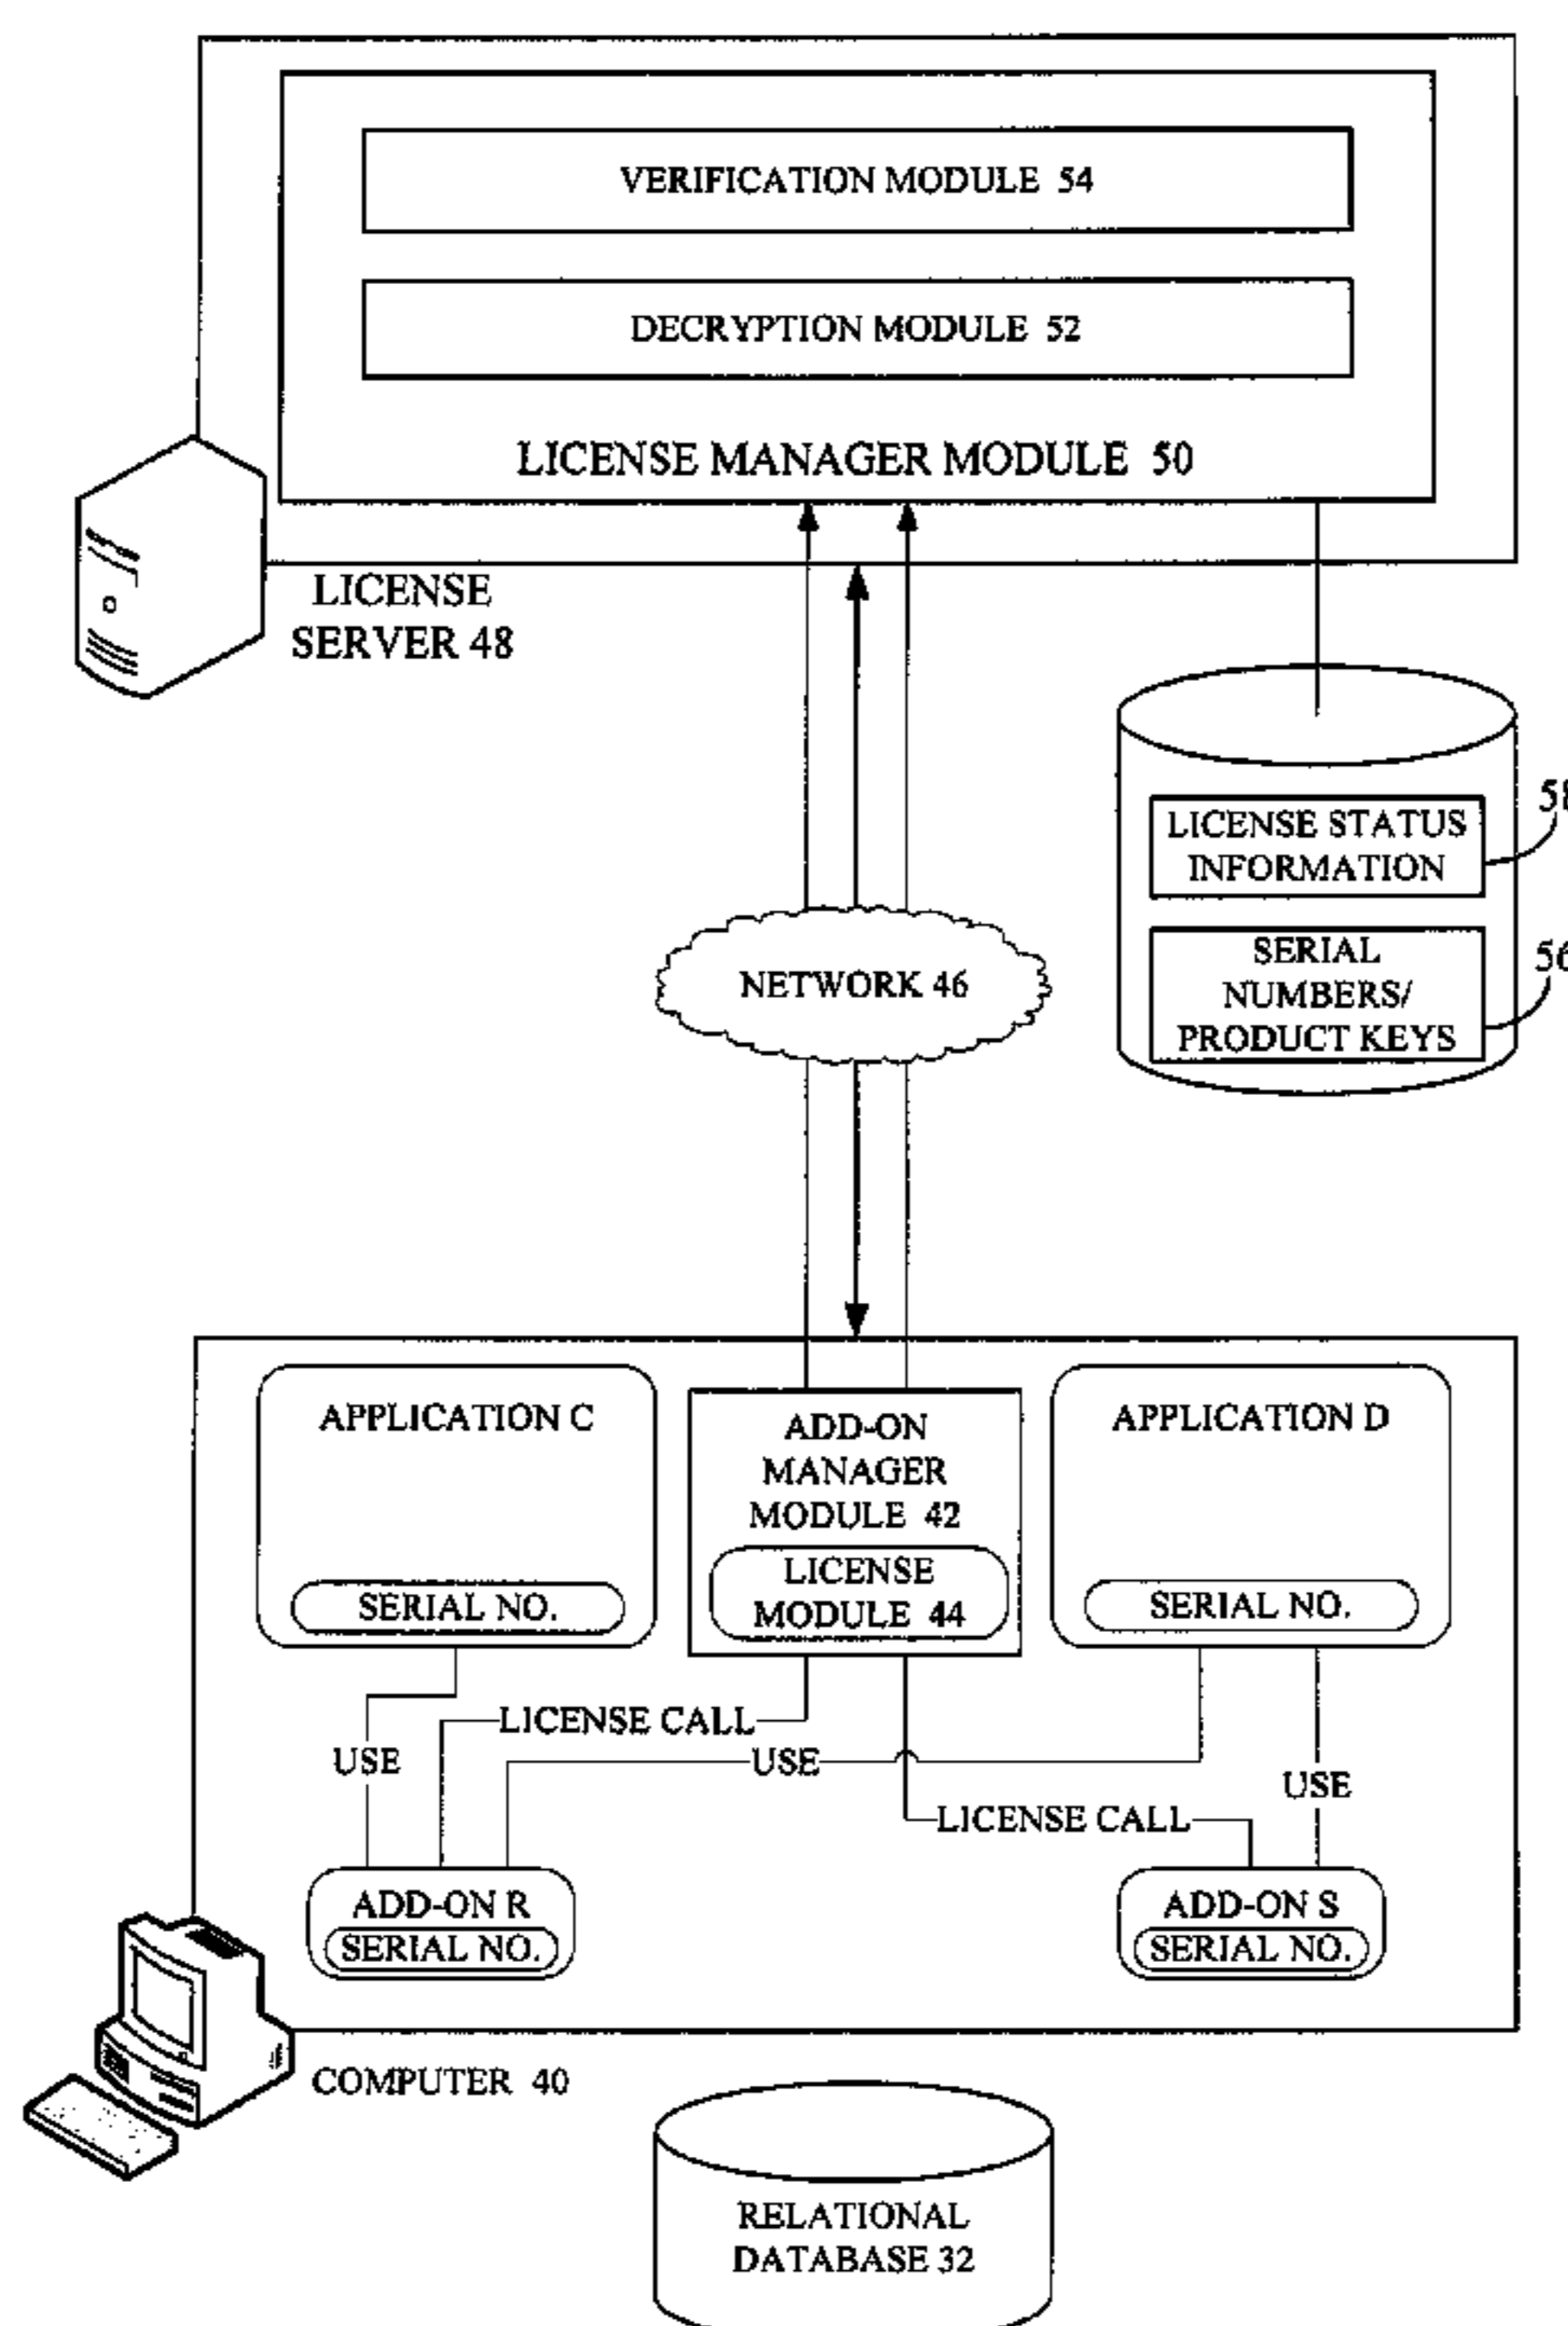 VERIFICATION MODULE 54
DECRYPTION MODULE 52
LICENSE MANAGER MODULE 50
LICENSE
SERVER 48
LICENSE STATUS
INFORMATION
58
SERIAL
NUMBERS/
PRODUCT KEYS
56
NETWORK 46
APPLICATION C
SERIAL NO.
ADD-ON
MANAGER
MODULE 42
LICENSE
MODULE 44
APPLICATION D
SERIAL NO.
LICENSE CALL
USE
USE
USE
LICENSE CALL
ADD-ON R
SERIAL NO.
ADD-ON S
SERIAL NO.
COMPUTER 40
RELATIONAL
DATABASE 32